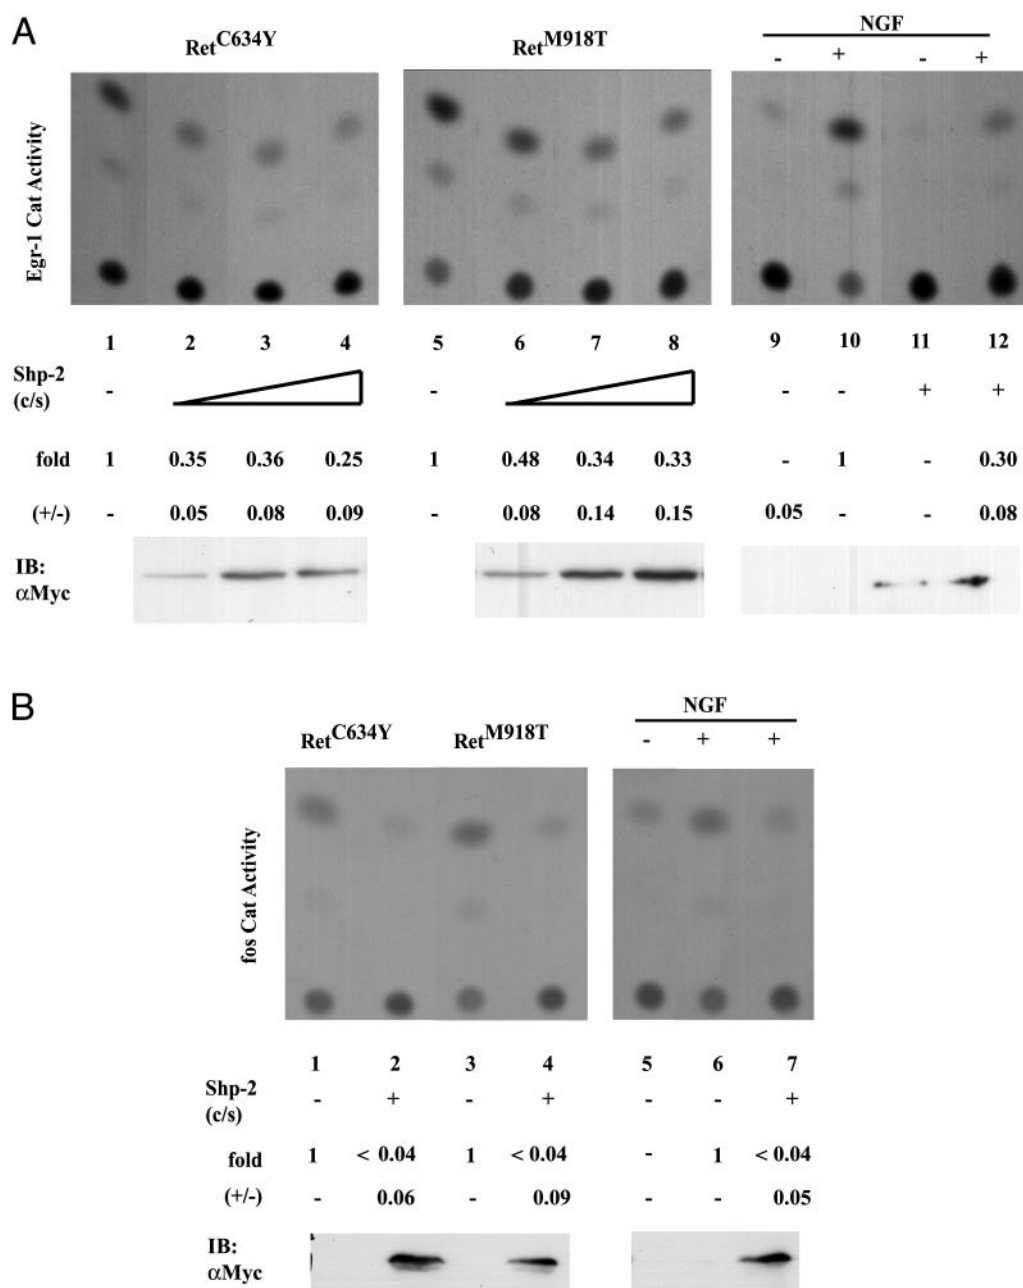 A
Ret^C634Y
Ret^M918T
NGF
- + - +
Egr-1 Cat Activity
1 2 3 4 5 6 7 8 9 10 11 12
Shp-2
(c/s)
- - - - + +
fold 1 0.35 0.36 0.25 1 0.48 0.34 0.33 - 1 - 0.30
(+/-) - 0.05 0.08 0.09 - 0.08 0.14 0.15 0.05 - - 0.08
IB:
αMyc
B
Ret^C634Y
Ret^M918T
NGF
- + +
fos Cat Activity
1 2 3 4 5 6 7
Shp-2
(c/s)
- + - + - - +
fold 1 < 0.04 1 < 0.04 - 1 < 0.04
(+/-) - 0.06 - 0.09 - - 0.05
IB:
αMyc